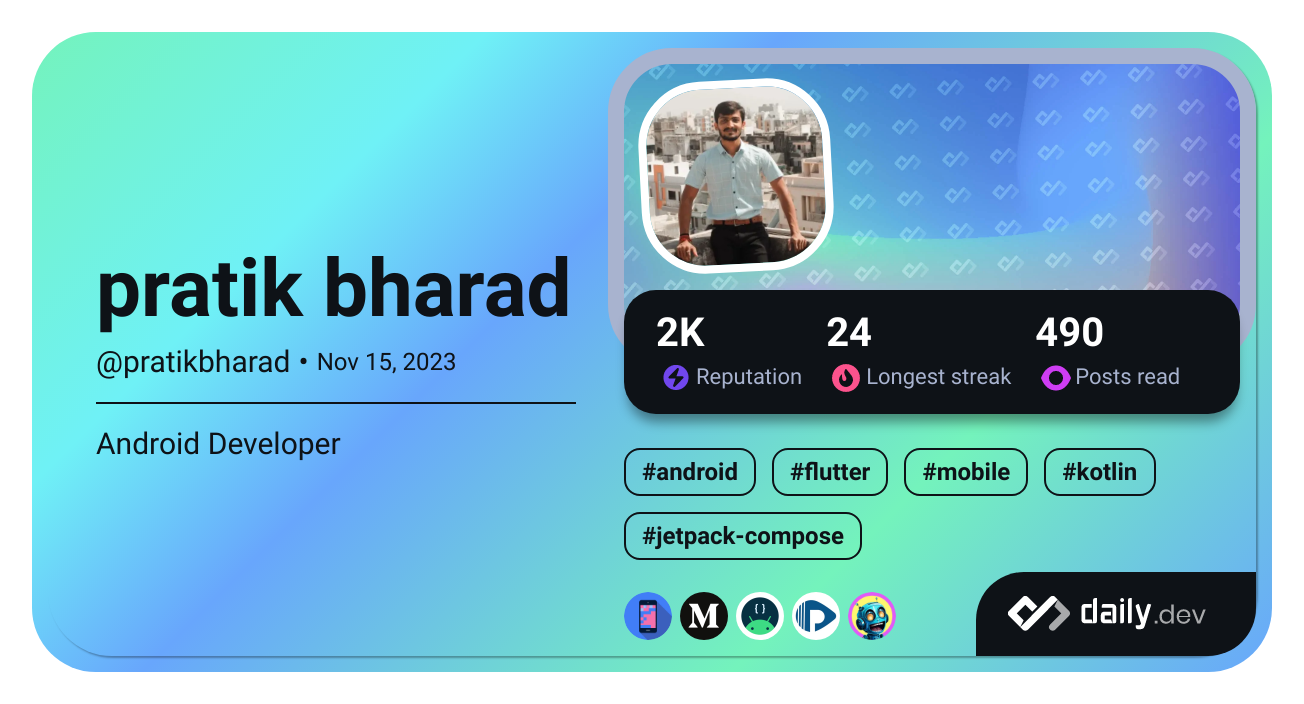 pratik bharad
@pratikbharad • Nov 15, 2023
Android Developer
2K 24 490
Reputation Longest streak Posts read
#android #flutter #mobile #kotlin
#jetpack-compose
M
daily.dev